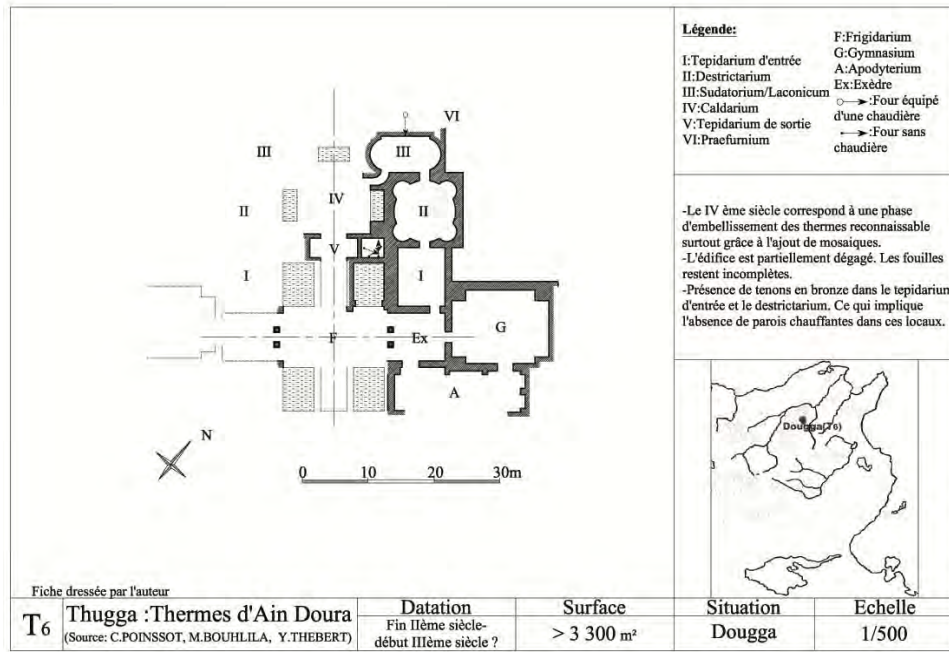 Légende:
I:Tepidarium d'entrée
II:Destrictarium
III:Sudatorium/Laconicum
IV:Caldarium
V:Tepidarium de sortie
VI:Praefurnium
F:Frigidarium
G:Gymnasium
A:Apodyterium
Ex:Exèdre
:Four équipé
d'une chaudière
:Four sans
chaudière
-Le IV ême siècle correspond à une phase
d'embellissement des thermes reconnaissable
surtout grâce à l'ajout de mosaiques.
-L'édifice est partiellement dégagé. Les fouilles
restent incomplètes.
-Présence de tenons en bronze dans le tepidarium
d'entrée et le destrictarium. Ce qui implique
l'absence de parois chauffantes dans ces locaux.
VI
III
III
IV
II
II
V
I
I
G
F
Ex
A
N
0 10 20 30m
Dougga(T6)
3
Fiche dressée par l'auteur
T6
Thugga :Thermes d'Ain Doura
(Source: C.POINSSOT, M.BOUHLILA, Y.THEBERT)
Datation
Fin IIème siècle-
début IIIème siècle ?
Surface
> 3 300 m²
Situation
Dougga
Echelle
1/500